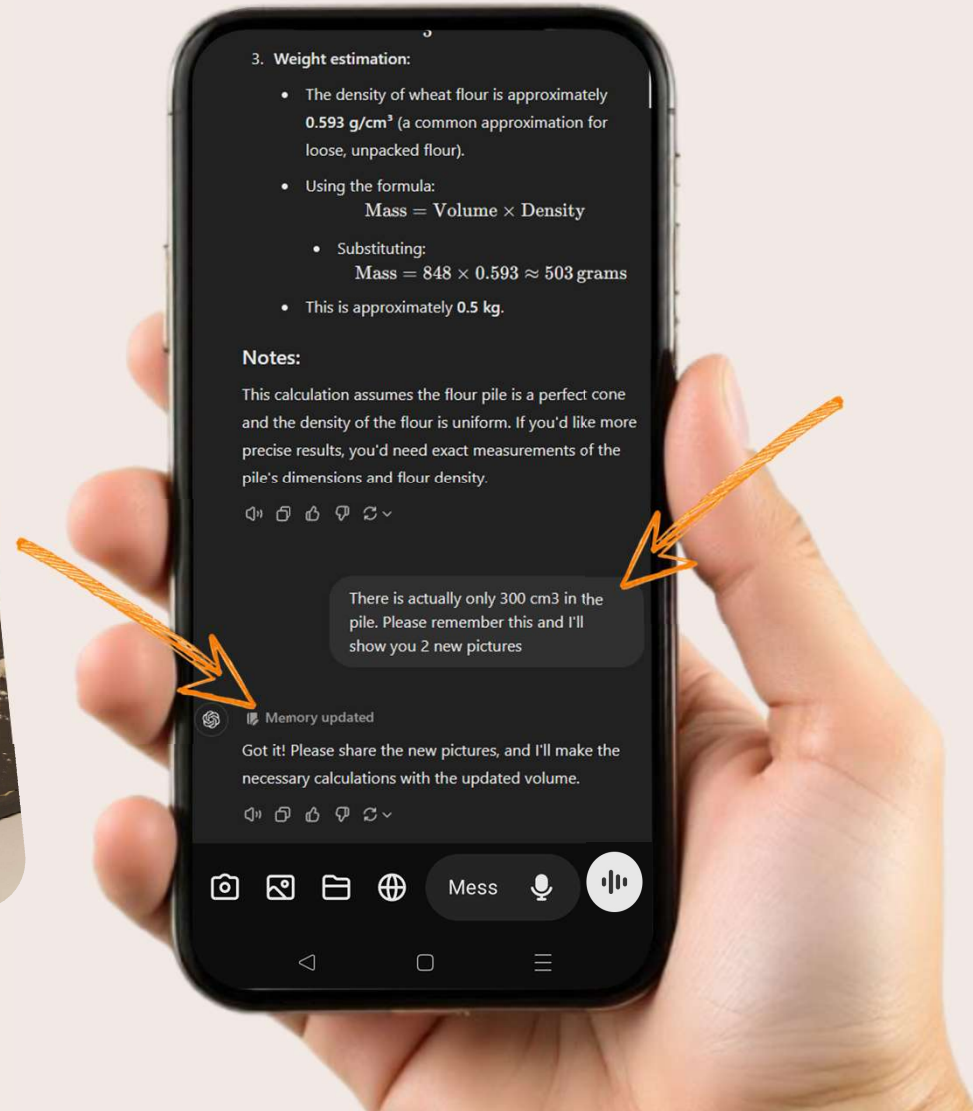 3. Weight estimation:
• The density of wheat flour is approximately
0.593 g/cm³ (a common approximation for
loose, unpacked flour).
• Using the formula:
Mass = Volume × Density
• Substituting:
Mass = 848 × 0.593 ≈ 503 grams
• This is approximately 0.5 kg.
Notes:
This calculation assumes the flour pile is a perfect cone
and the density of the flour is uniform. If you'd like more
precise results, you'd need exact measurements of the
pile's dimensions and flour density.
There is actually only 300 cm3 in the
pile. Please remember this and I'll
show you 2 new pictures
Memory updated
Got it! Please share the new pictures, and I'll make the
necessary calculations with the updated volume.
Mess